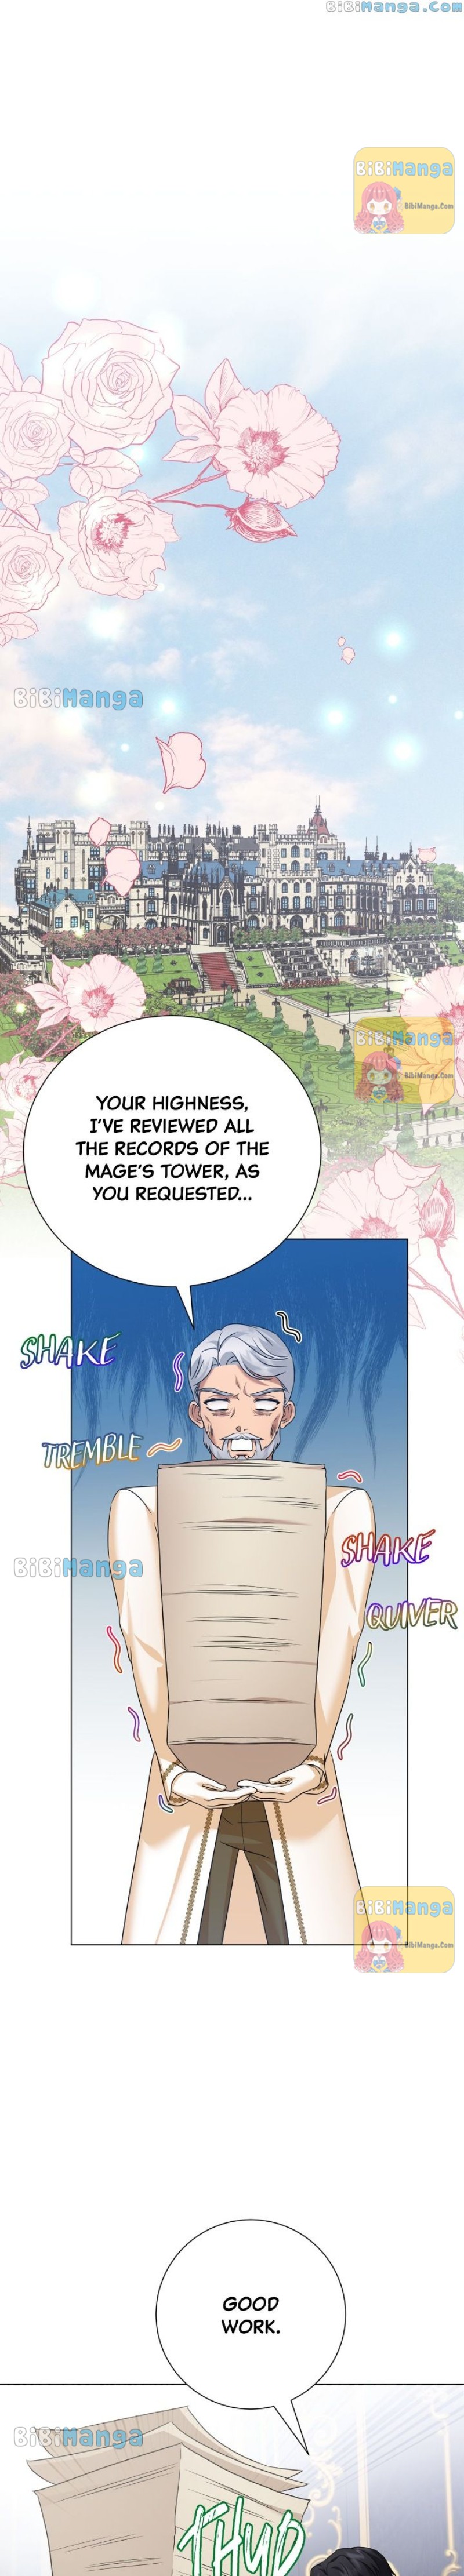 BiBiManga.Com
BiBiManga
BibiManga.Com
BiBiManga
BiBiManga
BibiManga.Com
YOUR HIGHNESS,
I'VE REVIEWED ALL
THE RECORDS OF THE
MAGE'S TOWER, AS
YOU REQUESTED...
SHAKE
TREMBLE
SHAKE
BiBiManga
QUIVER
BiBiManga
BibiManga.Com
GOOD
WORK.
BiBiManga
THUD